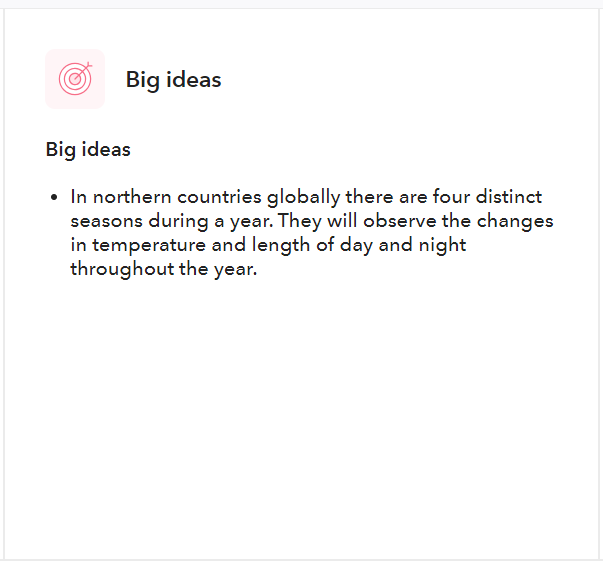 Big ideas
Big ideas
• In northern countries globally there are four distinct
seasons during a year. They will observe the changes
in temperature and length of day and night
throughout the year.